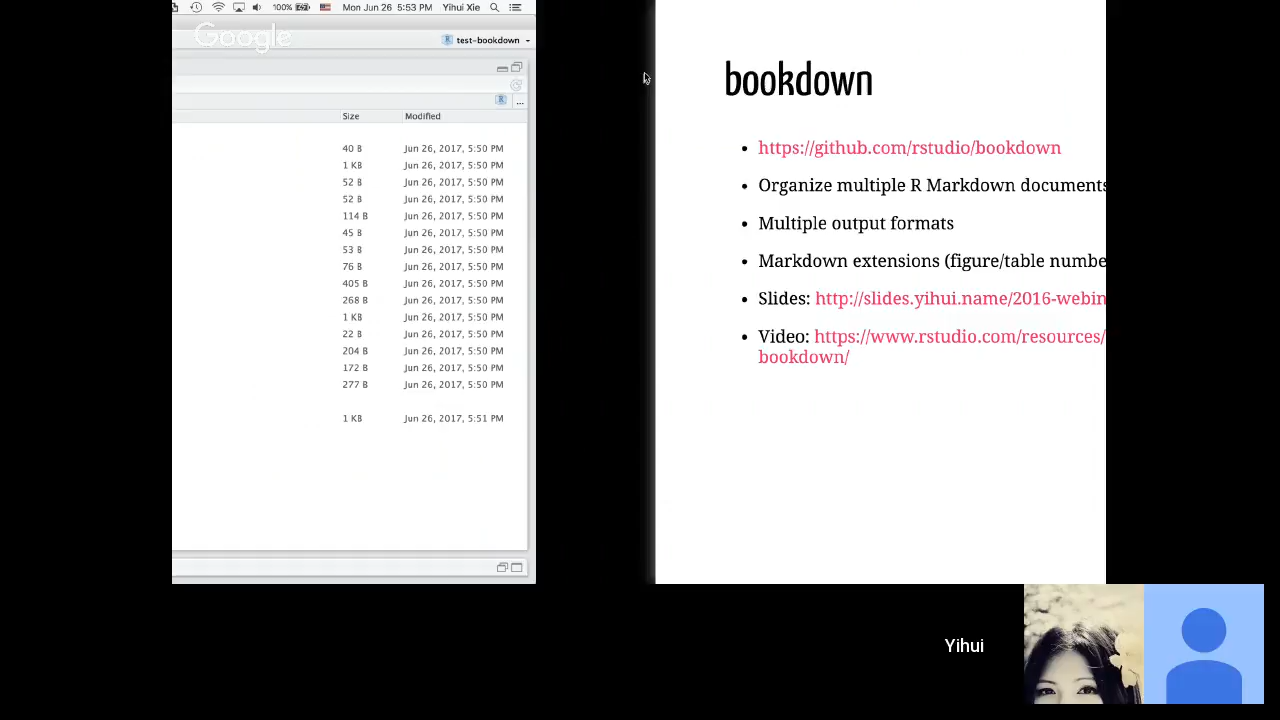 100% Mon Jun 26 5:53 PM Yihui Xie
Google
test-bookdown
...
Size Modified
40 B Jun 26, 2017, 5:50 PM
1 KB Jun 26, 2017, 5:50 PM
52 B Jun 26, 2017, 5:50 PM
52 B Jun 26, 2017, 5:50 PM
114 B Jun 26, 2017, 5:50 PM
45 B Jun 26, 2017, 5:50 PM
53 B Jun 26, 2017, 5:50 PM
76 B Jun 26, 2017, 5:50 PM
405 B Jun 26, 2017, 5:50 PM
268 B Jun 26, 2017, 5:50 PM
1 KB Jun 26, 2017, 5:50 PM
22 B Jun 26, 2017, 5:50 PM
204 B Jun 26, 2017, 5:50 PM
172 B Jun 26, 2017, 5:50 PM
277 B Jun 26, 2017, 5:50 PM
1 KB Jun 26, 2017, 5:51 PM
bookdown
• https://github.com/rstudio/bookdown
• Organize multiple R Markdown documents
• Multiple output formats
• Markdown extensions (figure/table numbe
• Slides: http://slides.yihui.name/2016-webin
• Video: https://www.rstudio.com/resources/
bookdown/
Yihui